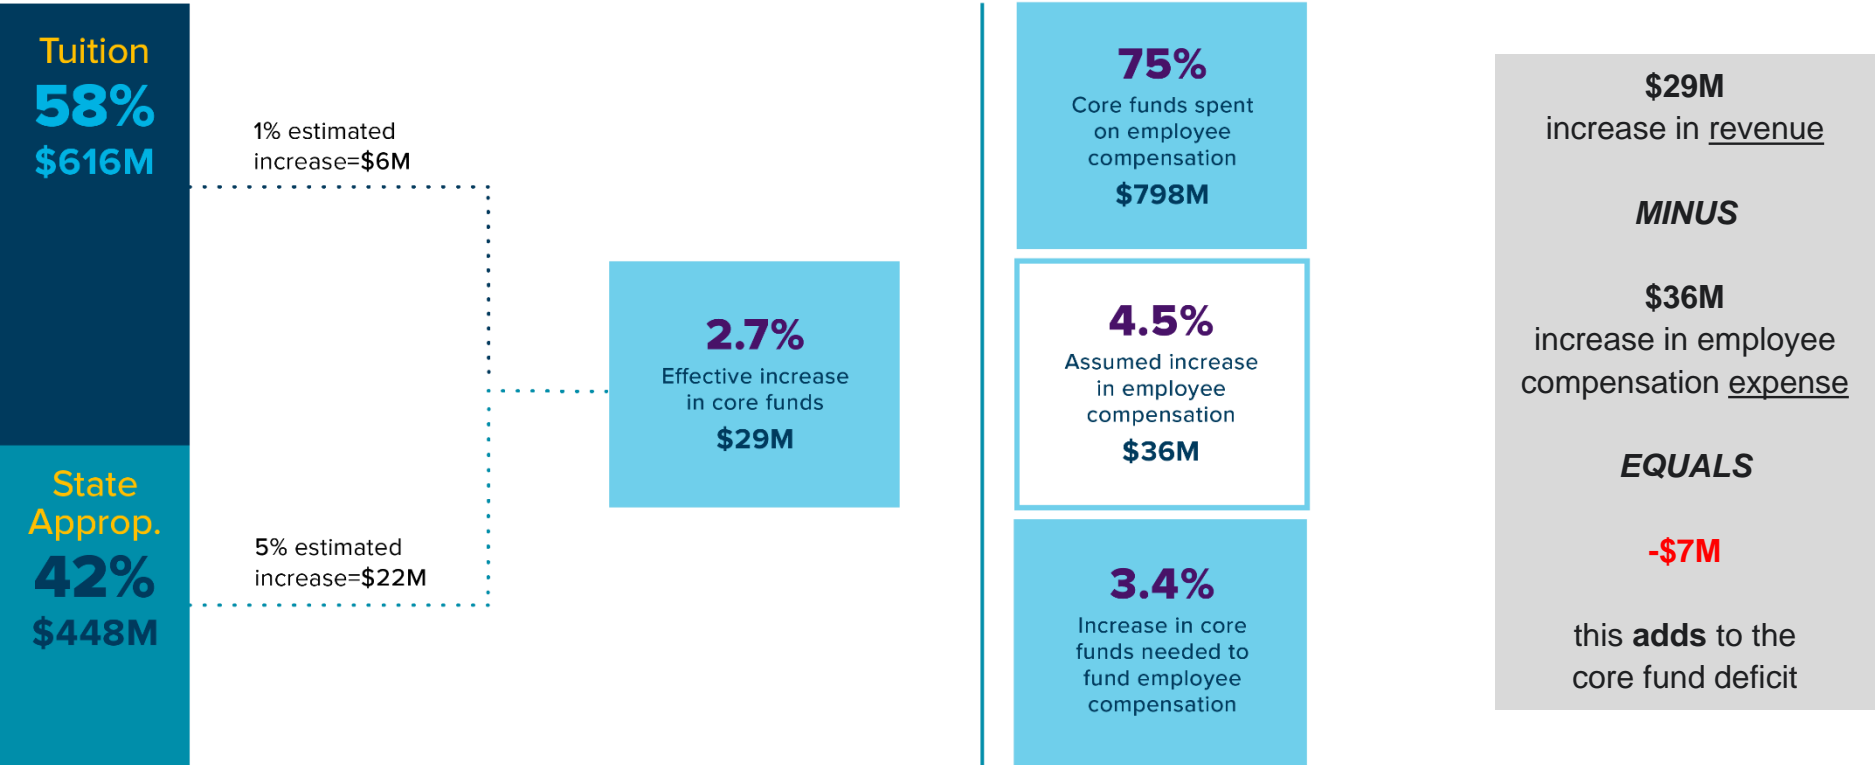 Tuition
58%
$616M
State
Approp.
42%
$448M
1% estimated
increase=$6M
5% estimated
increase=$22M
2.7%
Effective increase
in core funds
$29M
75%
Core funds spent
on employee
compensation
$798M
4.5%
Assumed increase
in employee
compensation
$36M
3.4%
Increase in core
funds needed to
fund employee
compensation
$29M
increase in revenue
MINUS
$36M
increase in employee
compensation expense
EQUALS
-$7M
this adds to the
core fund deficit